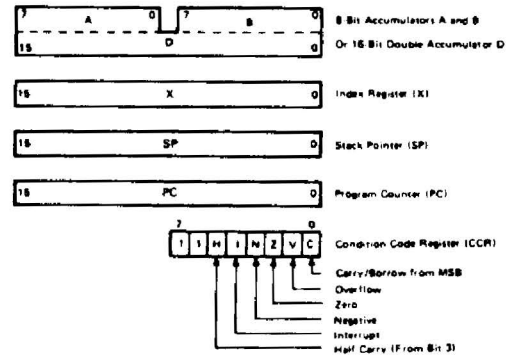 7 A 0 7 B 0 8-Bit Accumulators A and B
15 D 0 Or 16-Bit Double Accumulator D
15 X 0 Index Register (X)
15 SP 0 Stack Pointer (SP)
15 PC 0 Program Counter (PC)
7 0
1 1 H I N Z V C Condition Code Register (CCR)
Carry/Borrow from MSB
Overflow
Zero
Negative
Interrupt
Half Carry (From Bit 3)